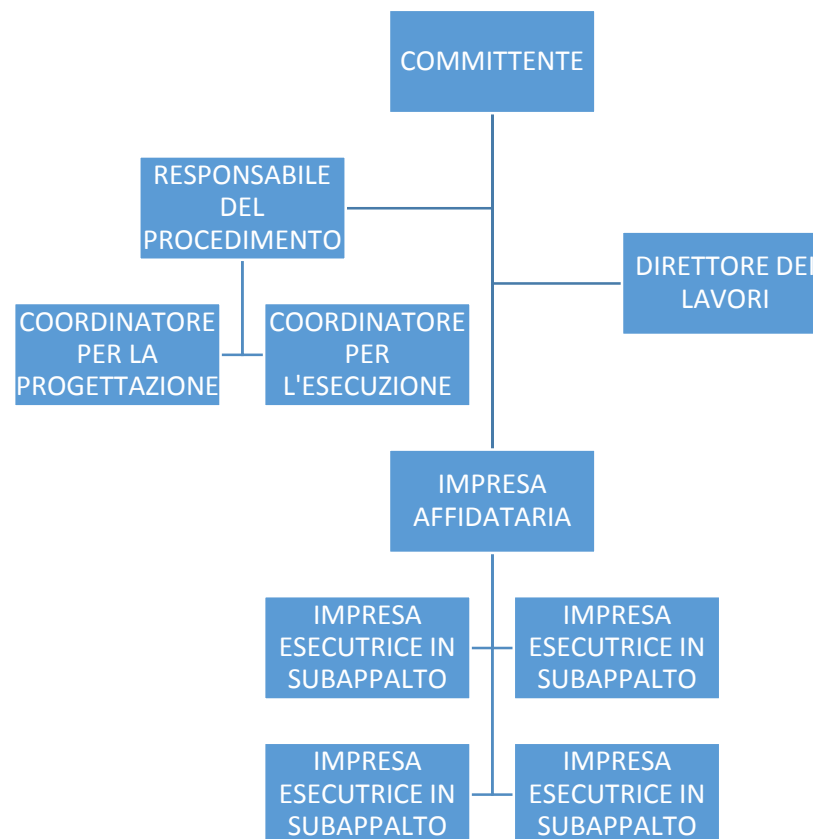 COMMITTENTE
RESPONSABILE
DEL
PROCEDIMENTO
DIRETTORE DEI
LAVORI
COORDINATORE
PER LA
PROGETTAZIONE
COORDINATORE
PER
L'ESECUZIONE
IMPRESA
AFFIDATARIA
IMPRESA
ESECUTRICE IN
SUBAPPALTO
IMPRESA
ESECUTRICE IN
SUBAPPALTO
IMPRESA
ESECUTRICE IN
SUBAPPALTO
IMPRESA
ESECUTRICE IN
SUBAPPALTO